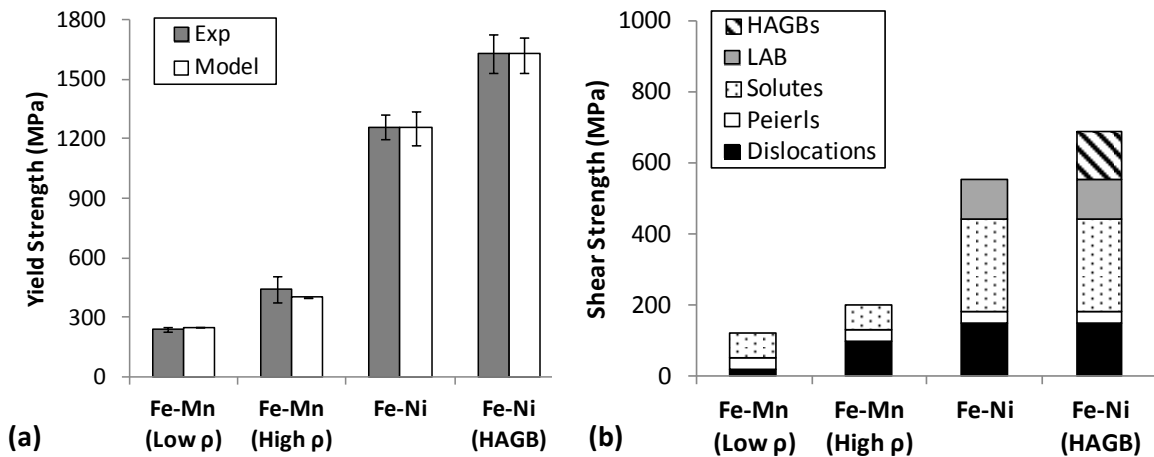 1800
1500
1200
900
600
300
0
Yield Strength (MPa)
Exp
Model
Fe-Mn
(Low ρ)
Fe-Mn
(High ρ)
Fe-Ni
Fe-Ni
(HAGB)
(a)
1000
800
600
400
200
0
Shear Strength (MPa)
HAGBs
LAB
Solutes
Peierls
Dislocations
Fe-Mn
(Low ρ)
Fe-Mn
(High ρ)
Fe-Ni
Fe-Ni
(HAGB)
(b)